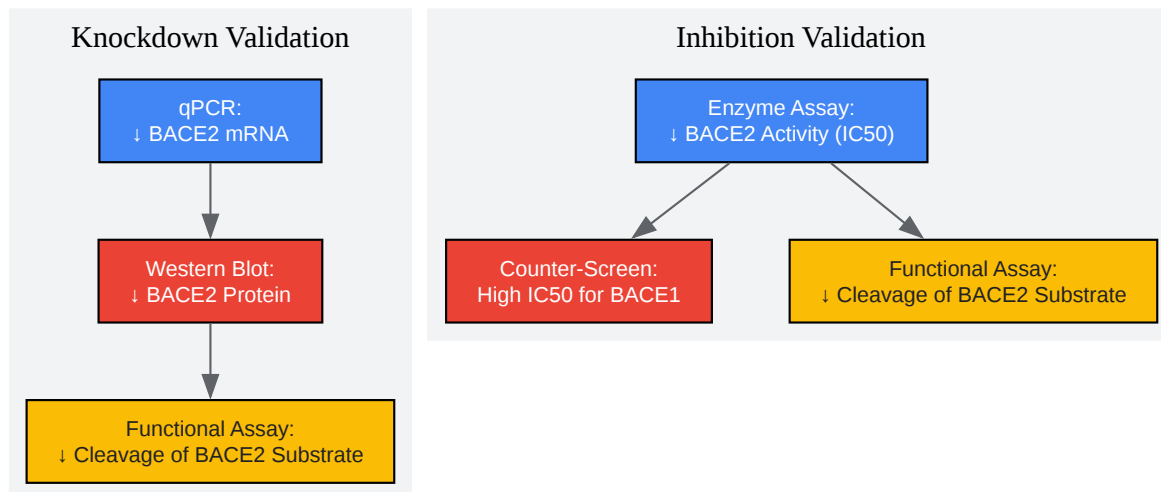 Knockdown Validation
qPCR:
↓ BACE2 mRNA
Western Blot:
↓ BACE2 Protein
Functional Assay:
↓ Cleavage of BACE2 Substrate
Inhibition Validation
Enzyme Assay:
↓ BACE2 Activity (IC50)
Counter-Screen:
High IC50 for BACE1
Functional Assay:
↓ Cleavage of BACE2 Substrate